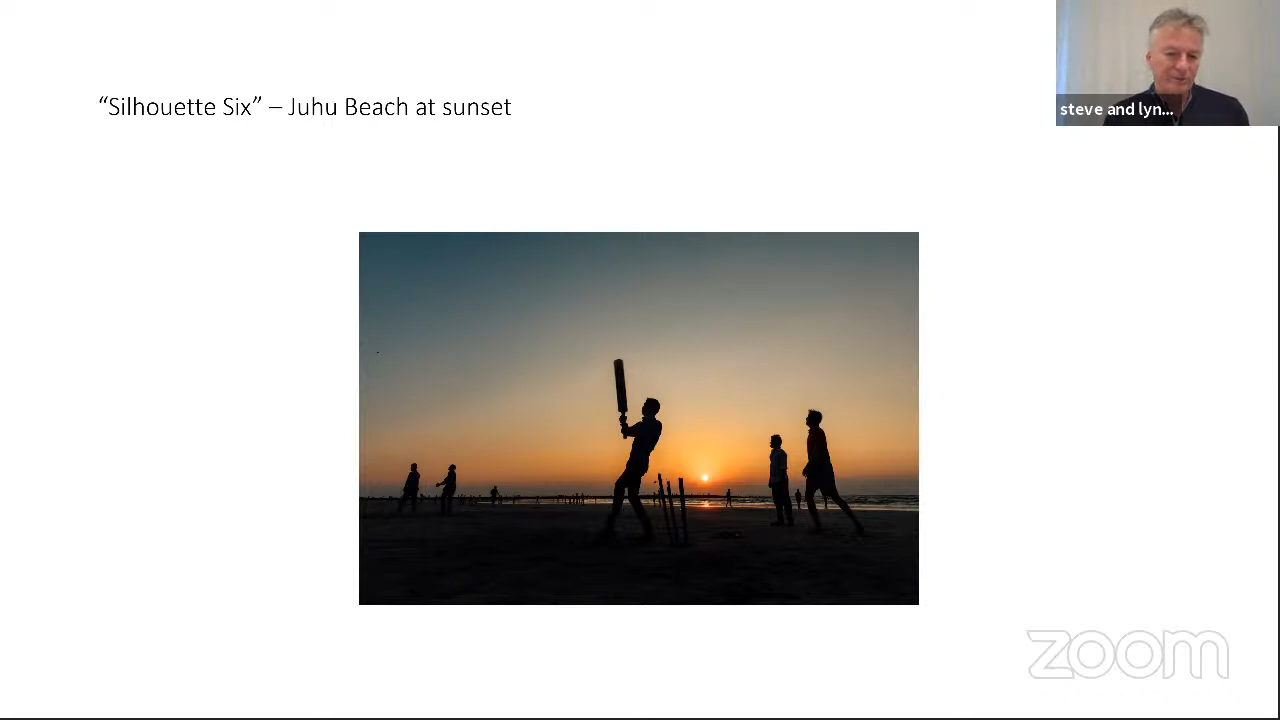 “Silhouette Six” – Juhu Beach at sunset
steve and lyn...
zoom